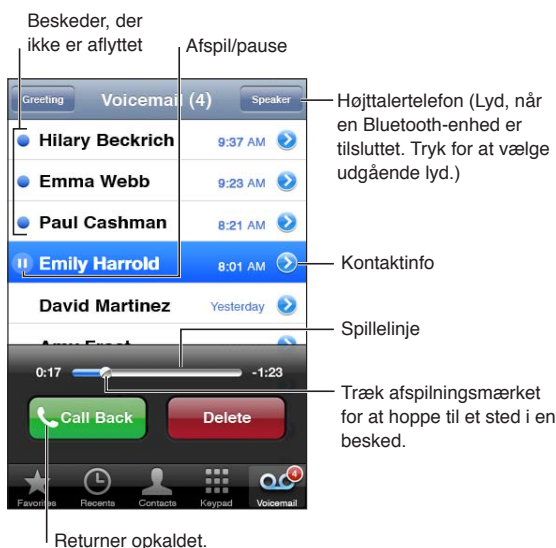 Beskeder, der
ikke er aflyttet
Afspil/pause
Greeting
Voicemail (4)
Speaker
Højttalertelefon (Lyd, når
en Bluetooth-enhed er
tilsluttet. Tryk for at vælge
udgående lyd.)
Hilary Beckrich
9:37 AM
Emma Webb
9:23 AM
Paul Cashman
8:21 AM
Emily Harrold
8:01 AM
Kontaktinfo
David Martinez
Yesterday
Spillelinje
0:17
-1:23
Træk afspilningsmærket
for at hoppe til et sted i en
besked.
Call Back
Delete
4
Favorites
Recents
Contacts
Keypad
Voicemail
Returner opkaldet.